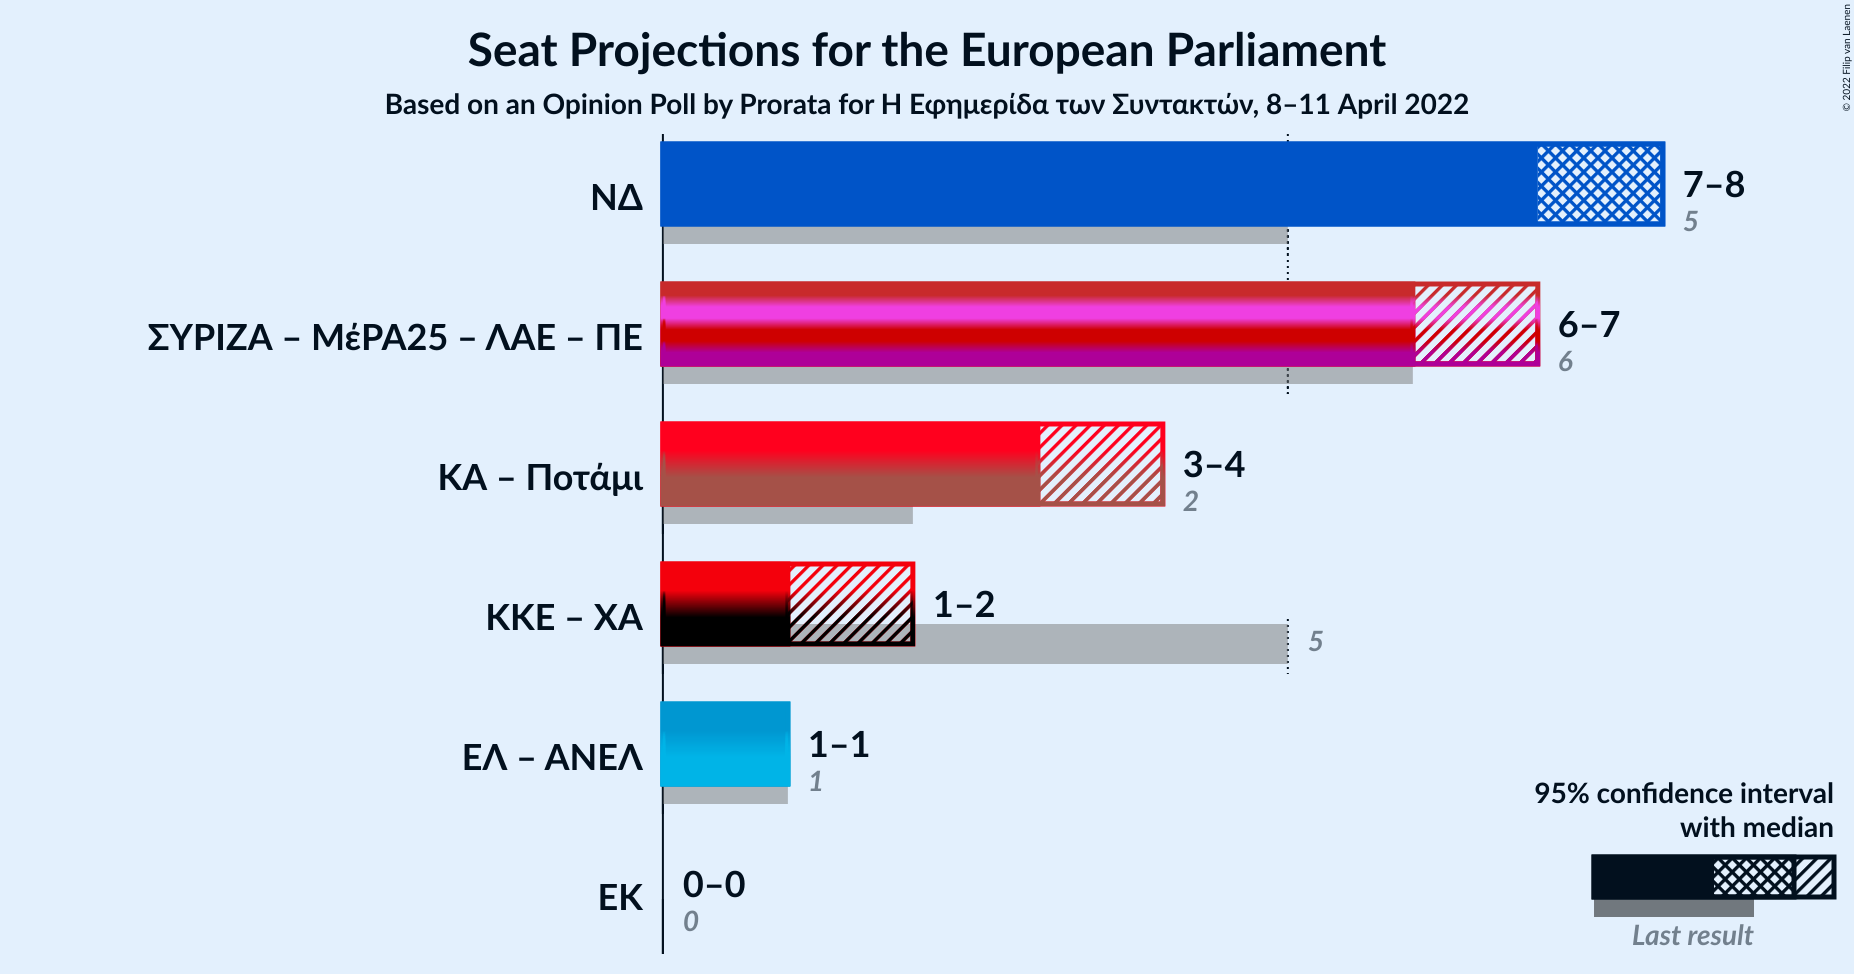 Seat Projections for the European Parliament
Based on an Opinion Poll by Prorata for Η Εφημερίδα των Συντακτών, 8–11 April 2022
© 2022 Filip van Laenen
ΝΔ
7–8
5
ΣΥΡΙΖΑ – ΜέΡΑ25 – ΛΑΕ – ΠΕ
6–7
6
ΚΑ – Ποτάμι
3–4
2
ΚΚΕ – ΧΑ
1–2
5
ΕΛ – ΑΝΕΛ
1–1
1
ΕΚ
0–0
0
95% confidence interval
with median
Last result